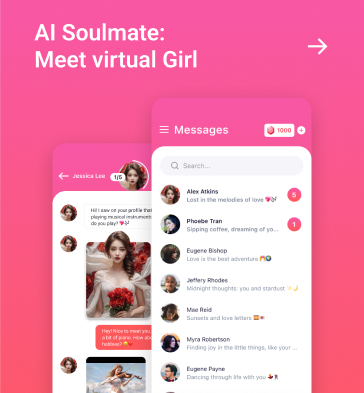 AI Soulmate:
Meet virtual Girl
Messages
1000
Search...
Jessica Lee
1/5
Hi! I saw on your profile that
playing musical instruments
do you play?
Hey! Nice to meet you
a bit of piano. How abo
Alex Atkins
Lost in the melodies of love 💖🎶
5
Phoebe Tran
Sipping coffee, dreaming of yo...
1
Eugene Bishop
Love is the best adventure
Jeffery Rhodes
Midnight thoughts: you and stardust ✨🌙
Mae Reid
Sunsets and love letters
Myra Robertson
Finding joy in the little things, like your ...
Eugene Payne
Dancing through life with you